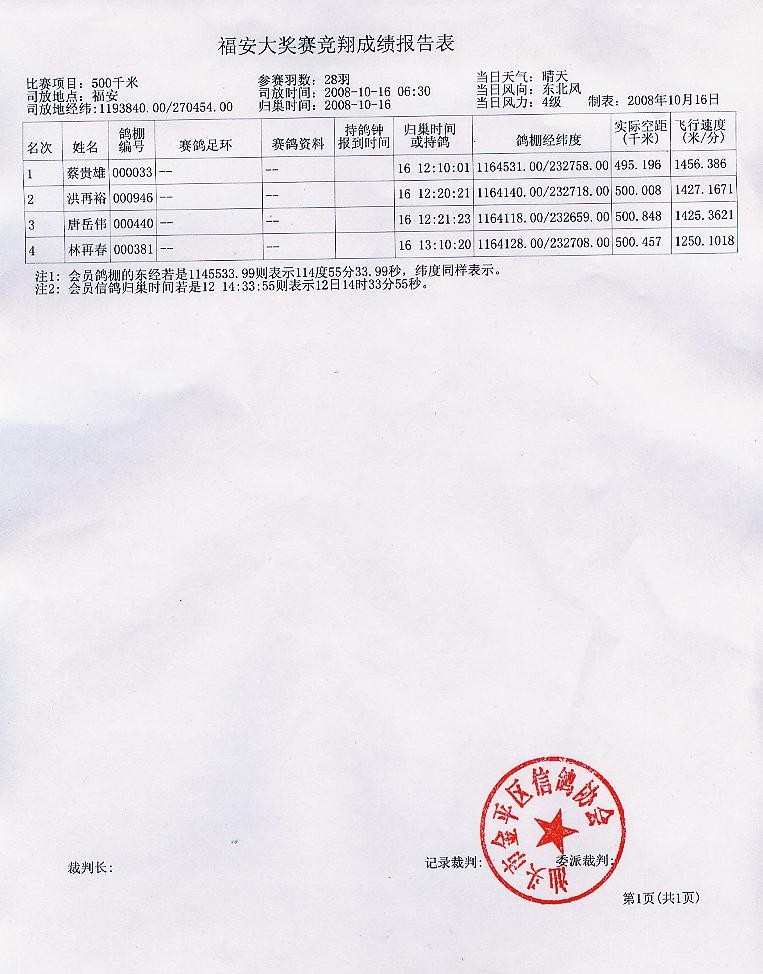 福安大奖赛竞翔成绩报告表
比赛项目: 500千米 参赛羽数: 28羽 当日天气: 晴天
司放地点: 福安 司放时间: 2008-10-16 06:30 当日风向: 东北风
司放地经纬:1193840.00/270454.00 归巢时间: 2008-10-16 当日风力: 4级 制表: 2008年10月16日
名次 姓名 鸽棚编号 赛鸽足环 赛鸽资料 持鸽钟报到时间 归巢时间或持鸽 鸽棚经纬度 实际空距(千米) 飞行速度(米/分)
1 蔡贵雄 000033 -- -- 16 12:10:01 1164531.00/232758.00 495.196 1456.386
2 洪再裕 000946 -- -- 16 12:20:21 1164140.00/232718.00 500.008 1427.1671
3 唐岳伟 000440 -- -- 16 12:21:23 1164118.00/232659.00 500.848 1425.3621
4 林再春 000381 -- -- 16 13:10:20 1164128.00/232708.00 500.457 1250.1018
注1: 会员鸽棚的东经若是1145533.99则表示114度55分33.99秒，纬度同样表示。
注2: 会员信鸽归巢时间若是12 14:33:55则表示12日14时33分55秒。
汕头市金平区信鸽协会
裁判长: 记录裁判: 委派裁判:
第1页(共1页)